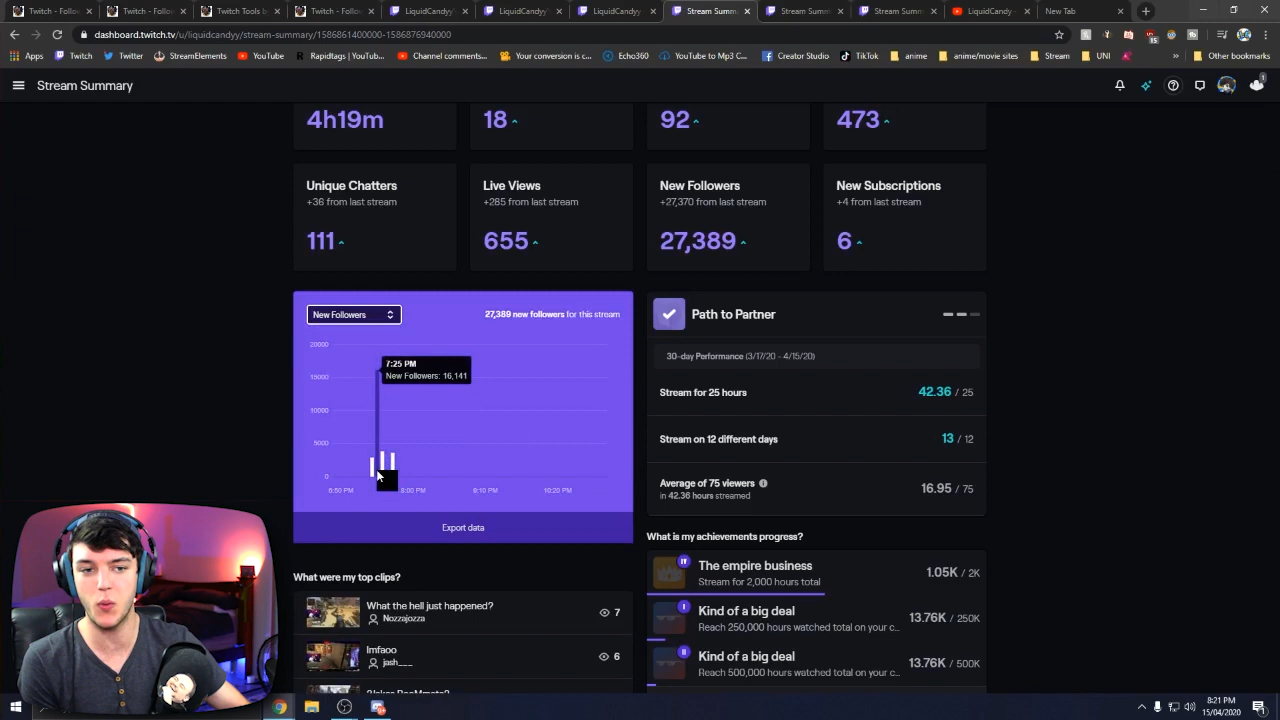 Twitch - Follow
Twitch - Follow
Twitch Tools b
Twitch - Follow
LiquidCandy
LiquidCandy
LiquidCandy
Stream Summ
Stream Summ
Stream Summ
LiquidCandy -
New Tab
dashboard.twitch.tv/u/liquidcandy/stream-summary/1586861400000-1586876940000
Apps
Twitch
Twitter
StreamElements
YouTube
Rapidtags | YouTub...
Channel comments...
Your conversion is c...
Echo360
YouTube to Mp3 C...
Creator Studio
TikTok
anime
anime/movie sites
Stream
UNI
Stream Summary
1
4h19m
18
92
473
Unique Chatters
+36 from last stream
111
Live Views
+285 from last stream
655
New Followers
+27,370 from last stream
27,389
New Subscriptions
+4 from last stream
6
New Followers
27,389 new followers for this stream
20000
15000
10000
5000
0
7:25 PM
New Followers: 16,141
6:50 PM
8:00 PM
9:10 PM
10:20 PM
Export data
Path to Partner
30-day Performance (3/17/20 - 4/15/20)
Stream for 25 hours
42.36 / 25
Stream on 12 different days
13 / 12
Average of 75 viewers
in 42.36 hours streamed
16.95 / 75
What is my achievements progress?
IV
The empire business
Stream for 2,000 hours total
1.05K / 2K
I
Kind of a big deal
Reach 250,000 hours watched total on your c...
13.76K / 250K
II
Kind of a big deal
Reach 500,000 hours watched total on your c...
13.76K / 500K
What were my top clips?
What the hell just happened?
Nozzajozza
7
lmfaoo
jash___
6
8:21 PM
15/04/2020